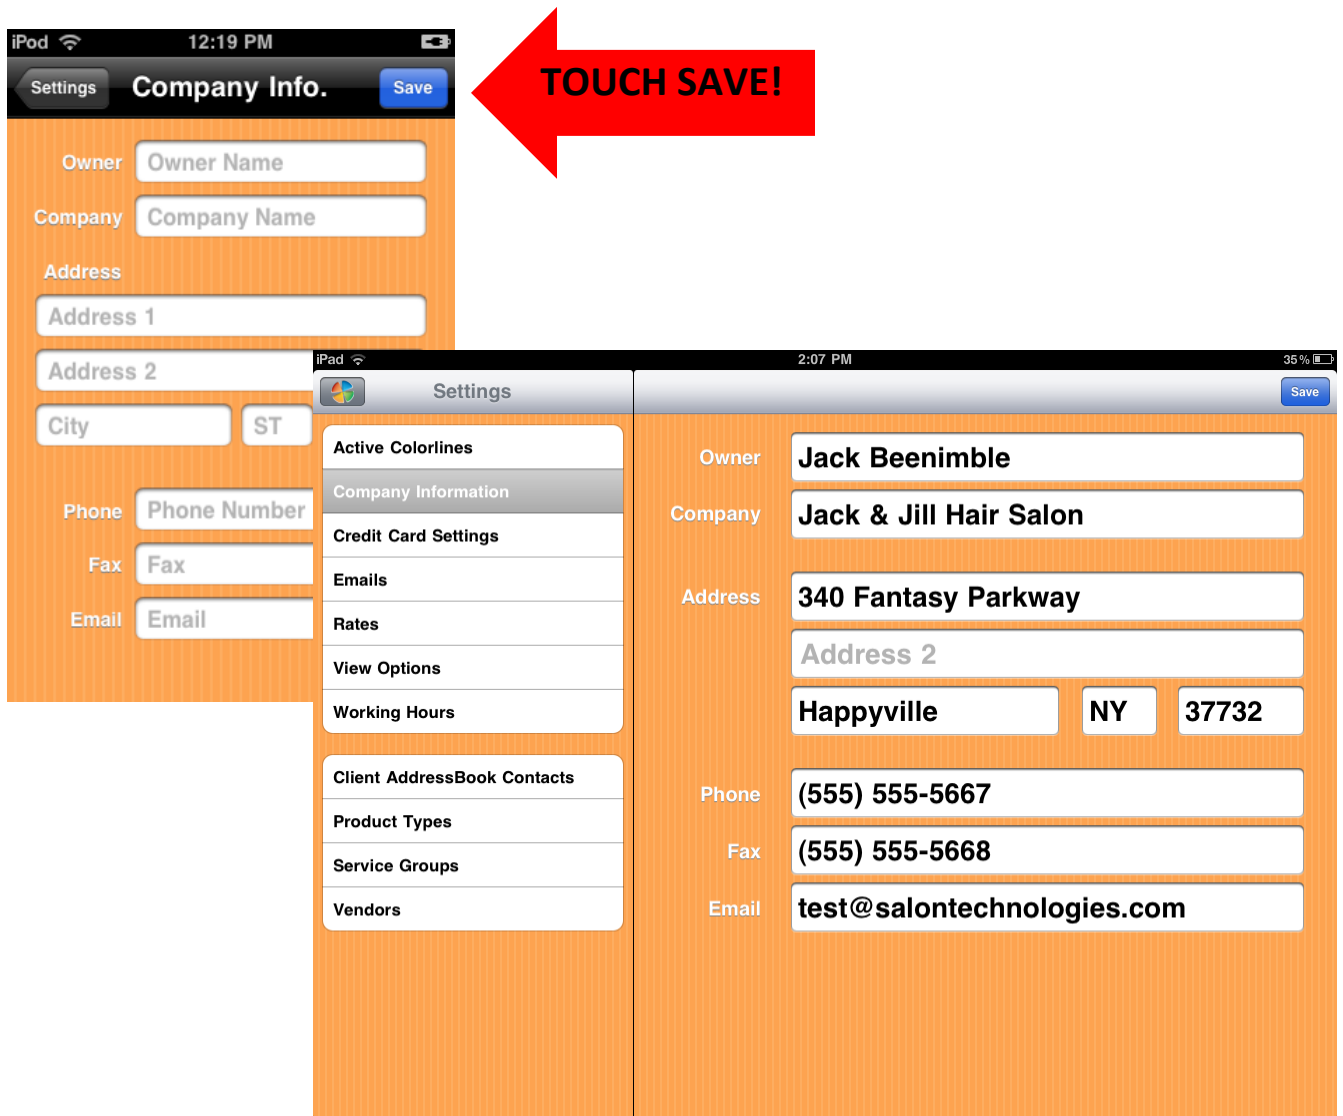 iPod 12:19 PM
Settings Company Info. Save
TOUCH SAVE!
Owner Owner Name
Company Company Name
Address
Address 1
Address 2
City ST
Phone Phone Number
Fax Fax
Email Email
iPad 2:07 PM 35%
Settings Save
Active Colorlines
Company Information
Credit Card Settings
Emails
Rates
View Options
Working Hours
Client AddressBook Contacts
Product Types
Service Groups
Vendors
Owner Jack Beenimble
Company Jack & Jill Hair Salon
Address 340 Fantasy Parkway
Address 2
Happyville NY 37732
Phone (555) 555-5667
Fax (555) 555-5668
Email test@salontechnologies.com